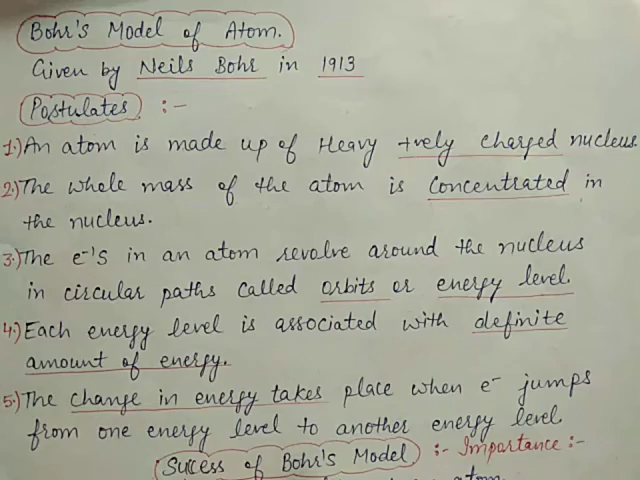 Bohr's Model of Atom.
Given by Neils Bohr in 1913
Postulates :-
1.) An atom is made up of Heavy +vely charged nucleus.
2.) The whole mass of the atom is concentrated in
the nucleus.
3.) The e⁻'s in an atom revolve around the nucleus
in circular paths called orbits or energy level.
4.) Each energy level is associated with definite
amount of energy.
5.) The change in energy takes place when e⁻ jumps
from one energy level to another energy level.
Sucess of Bohr's Model :- Importance :-
atom.